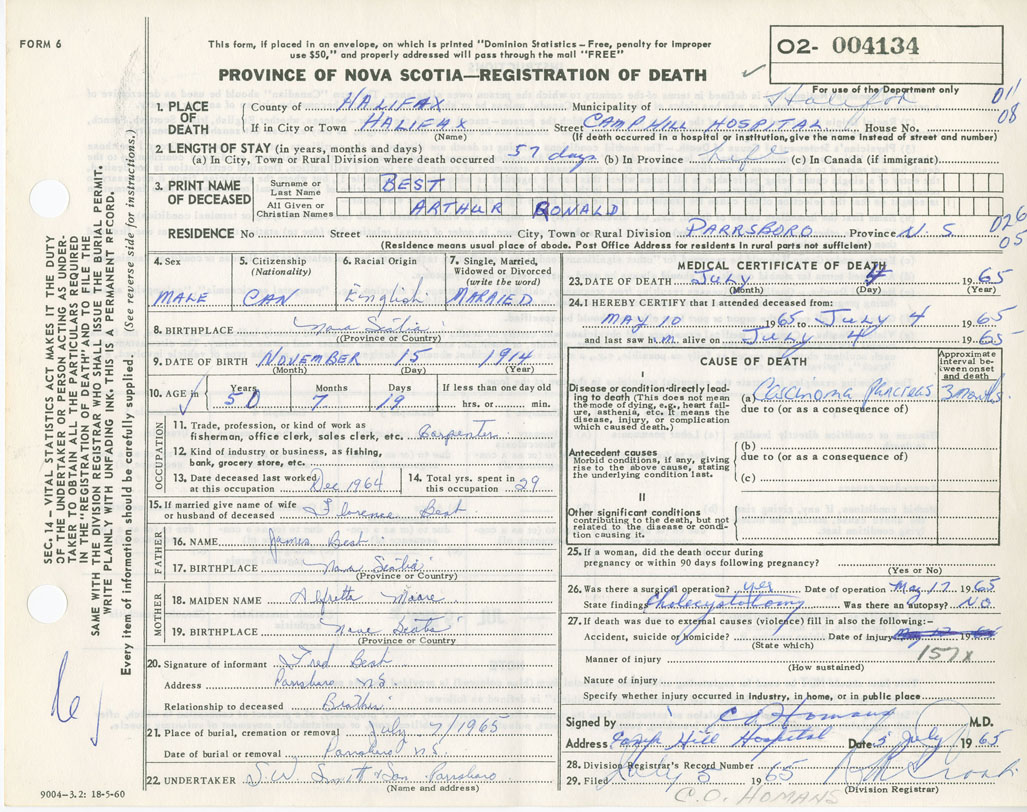 FORM 6
This form, if placed in an envelope, on which is printed "Dominion Statistics – Free, penalty for improper
use $50," and properly addressed will pass through the mail "FREE"
O2- 004134
PROVINCE OF NOVA SCOTIA—REGISTRATION OF DEATH
For use of the Department only
1. PLACE OF DEATH
County of HALIFAX Municipality of Halifax 011
If in City or Town HALIFAX Street CAMP HILL HOSPITAL House No. 08
(Name) (If death occurred in hospital or institution, give the name instead of street and number)
2. LENGTH OF STAY (in years, months and days)
(a) In City, Town or Rural Division where death occurred 57 days (b) In Province Life (c) In Canada (if immigrant)
3. PRINT NAME OF DECEASED
Surname or Last Name BEST
All Given or Christian Names ARTHUR RONALD
RESIDENCE No Street City, Town or Rural Division PARRSBORO Province N. S. 026 05
(Residence means usual place of abode. Post Office Address for residents in rural parts not sufficient)
4. Sex MALE
5. Citizenship (Nationality) CAN
6. Racial Origin English
7. Single, Married, Widowed or Divorced (write the word) MARRIED
8. BIRTHPLACE Nova Scotia
(Province or Country)
9. DATE OF BIRTH NOVEMBER 15 1914
(Month) (Day) (Year)
10. AGE in Years 50 Months 7 Days 19 If less than one day old hrs. or min.
OCCUPATION
11. Trade, profession, or kind of work as
fisherman, office clerk, sales clerk, etc. Carpenter
12. Kind of industry or business, as fishing,
bank, grocery store, etc.
13. Date deceased last worked at this occupation Dec 1964
14. Total yrs. spent in this occupation 29
15. If married give name of wife
or husband of deceased Florence Best
FATHER
16. NAME James Best
17. BIRTHPLACE Nova Scotia
(Province or Country)
MOTHER
18. MAIDEN NAME Alfretta Moore
19. BIRTHPLACE Nova Scotia
(Province or Country)
20. Signature of informant Fred Best
Address Parrsboro N.S.
Relationship to deceased Brother
21. Place of burial, cremation or removal July 7/1965
Date of burial or removal Parrsboro N.S.
22. UNDERTAKER S.W. Smith & Son Parrsboro
(Name and address)
9004–3.2: 18-5-60
MEDICAL CERTIFICATE OF DEATH
23. DATE OF DEATH JULY 4 19 65
(Month) (Day) (Year)
24. I HEREBY CERTIFY that I attended deceased from:
MAY 10 1965 to JULY 4 1965
and last saw him alive on JULY 4 1965
CAUSE OF DEATH
Approximate interval between onset and death
I
Disease or condition directly leading to death (This does not mean the mode of dying, e.g., heart failure, asthenia, etc. It means the disease, injury, or complication which caused death.)
(a) Carcinoma Pancreas 3 months
due to (or as a consequence of)
Antecedent causes
Morbid conditions, if any, giving rise to the above cause, stating the underlying condition last.
(b)
due to (or as a consequence of)
(c)
II
Other significant conditions
contributing to the death, but not related to the disease or condition causing it.
25. If a woman, did the death occur during
pregnancy or within 90 days following pregnancy?
(Yes or No)
26. Was there a surgical operation? yes Date of operation May 17 1965
State findings Was there an autopsy? NO
27. If death was due to external causes (violence) fill in also the following:–
Accident, suicide or homicide? Date of injury 19
(State which) 157x
Manner of injury
(How sustained)
Nature of injury
Specify whether injury occurred in industry, in home, or in public place
Signed by C O Homans M.D.
Address Camp Hill Hospital Date 5 July 1965
28. Division Registrar's Record Number
29. Filed July 5 1965
(Division Registrar)
C.O. HOMANS
SEC. 14 – VITAL STATISTICS ACT MAKES IT THE DUTY
OF THE UNDERTAKER OR PERSON ACTING AS UNDER-
TAKER TO OBTAIN ALL THE PARTICULARS REQUIRED
IN THE "REGISTRATION OF DEATH" AND TO FILE THE
SAME WITH THE DIVISION REGISTRAR WHO SHALL ISSUE THE BURIAL PERMIT.
WRITE PLAINLY WITH UNFADING INK. THIS IS A PERMANENT RECORD.
Every item of information should be carefully supplied. (See reverse side for instructions.)